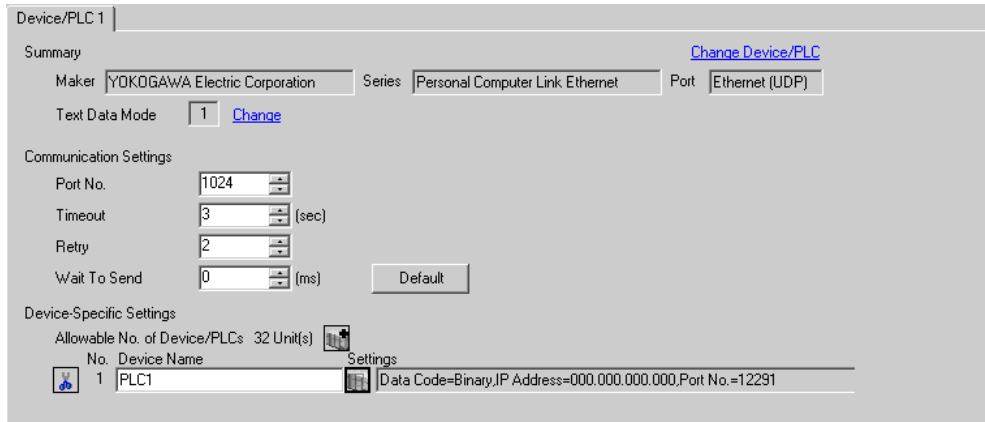 Device/PLC 1
Summary Change Device/PLC
Maker YOKOGAWA Electric Corporation Series Personal Computer Link Ethernet Port Ethernet (UDP)
Text Data Mode 1 Change
Communication Settings
Port No. 1024
Timeout 3 (sec)
Retry 2
Wait To Send 0 (ms) Default
Device-Specific Settings
Allowable No. of Device/PLCs 32 Unit(s)
No. Device Name Settings
1 PLC1 Data Code=Binary,IP Address=000.000.000.000,Port No.=12291